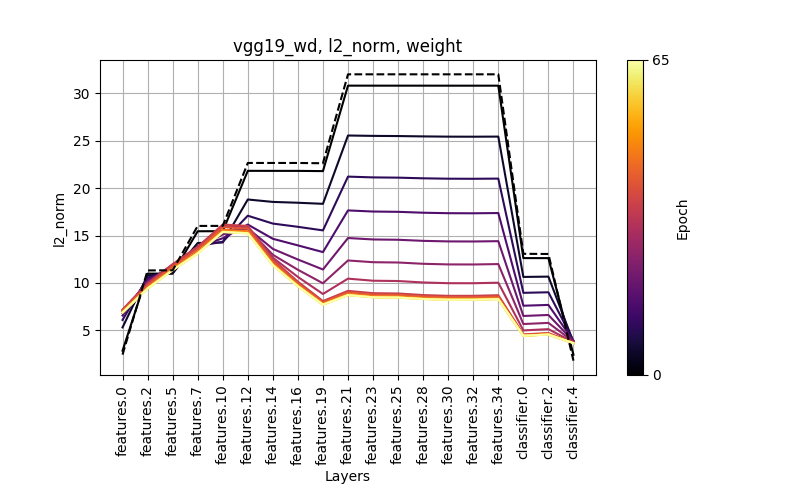 vgg19_wd, l2_norm, weight
l2_norm
30
25
20
15
10
5
features.0
features.2
features.5
features.7
features.10
features.12
features.14
features.16
features.19
features.21
features.23
features.25
features.28
features.30
features.32
features.34
classifier.0
classifier.2
classifier.4
Layers
65
0
Epoch